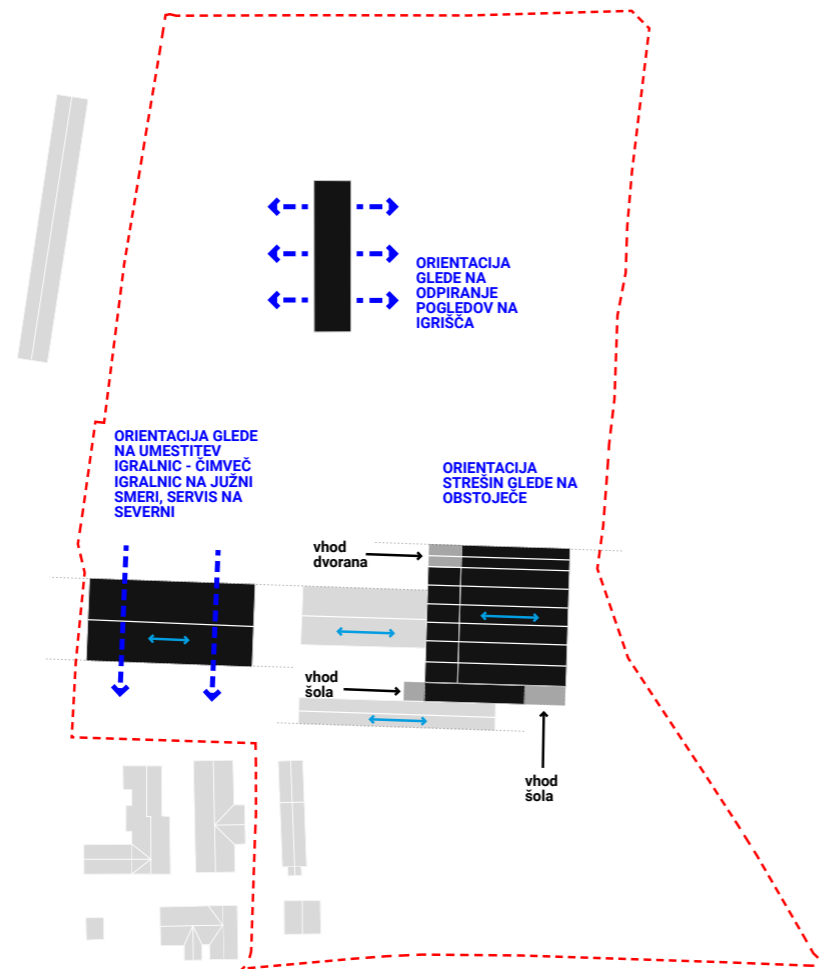 ORIENTACIJA
GLEDE NA
ODPIRANJE
POGLEDOV NA
IGRIŠČA
ORIENTACIJA GLEDE
NA UMESTITEV
IGRALNIC - ČIMVEČ
IGRALNIC NA JUŽNI
SMERI, SERVIS NA
SEVERNI
ORIENTACIJA
STREŠIN GLEDE NA
OBSTOJEČE
vhod
dvorana
vhod
šola
vhod
šola